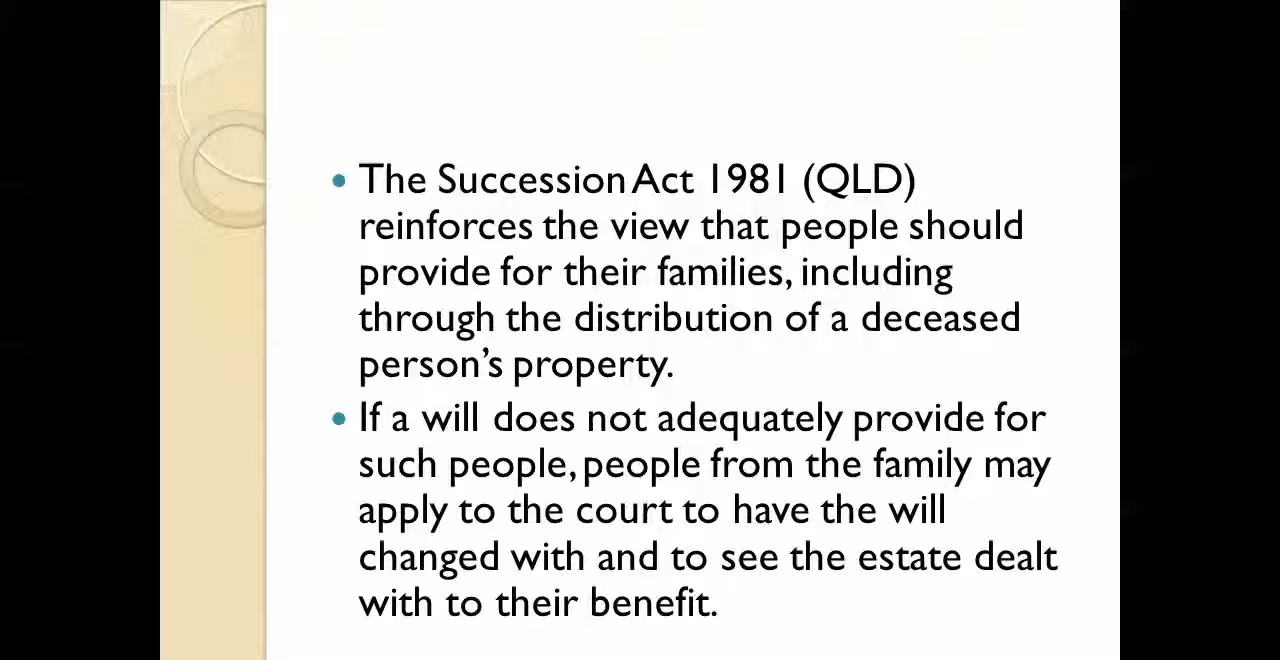 • The Succession Act 1981 (QLD)
reinforces the view that people should
provide for their families, including
through the distribution of a deceased
person’s property.
• If a will does not adequately provide for
such people, people from the family may
apply to the court to have the will
changed with and to see the estate dealt
with to their benefit.